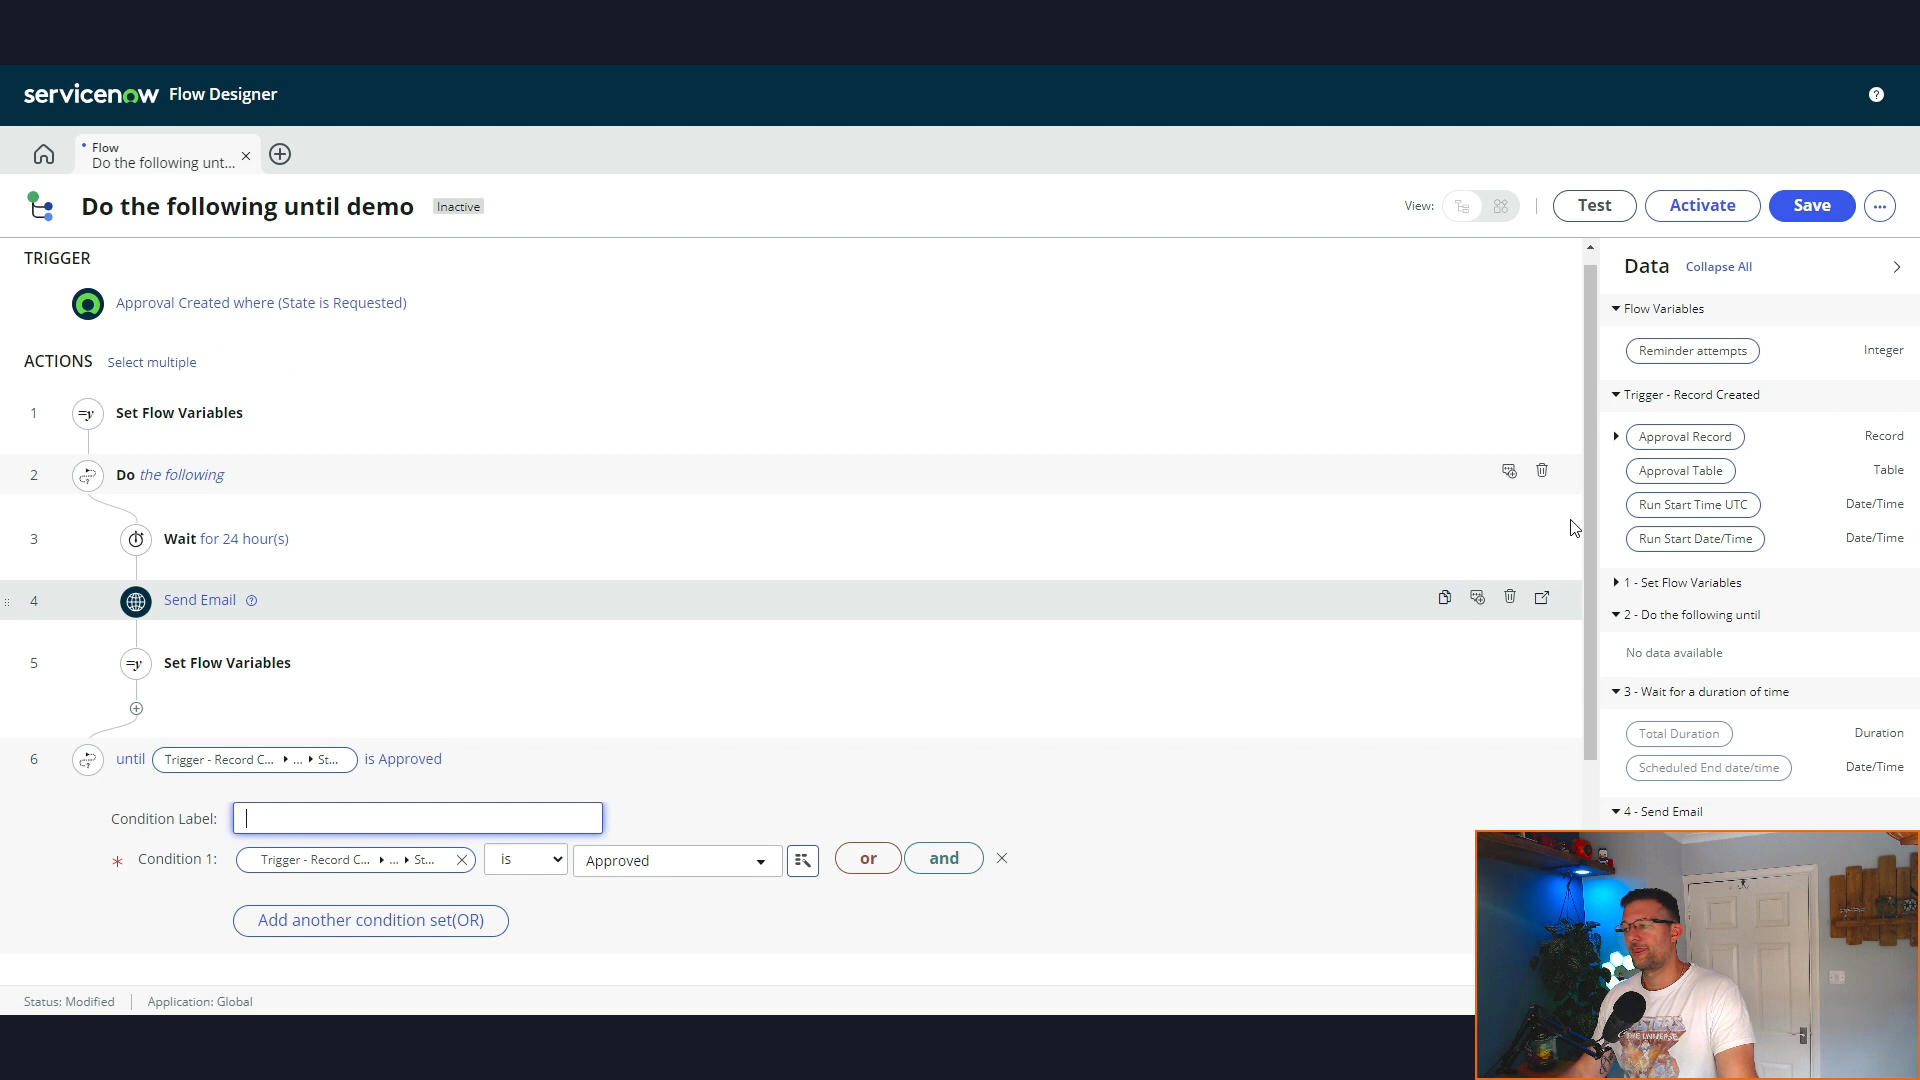 servicenow Flow Designer
Flow
Do the following unt...
Do the following until demo
Inactive
View:
Test
Activate
Save
TRIGGER
Approval Created where (State is Requested)
ACTIONS Select multiple
1 =y Set Flow Variables
2 Do the following
3 Wait for 24 hour(s)
4 Send Email
5 =y Set Flow Variables
6 until Trigger - Record C... ... St... is Approved
Condition Label:
* Condition 1: Trigger - Record C... ... St... is Approved or and
Add another condition set(OR)
Status: Modified Application: Global
Data Collapse All
Flow Variables
Reminder attempts Integer
Trigger - Record Created
Approval Record Record
Approval Table Table
Run Start Time UTC Date/Time
Run Start Date/Time Date/Time
1 - Set Flow Variables
2 - Do the following until
No data available
3 - Wait for a duration of time
Total Duration Duration
Scheduled End date/time Date/Time
4 - Send Email
THE UNIVERSE